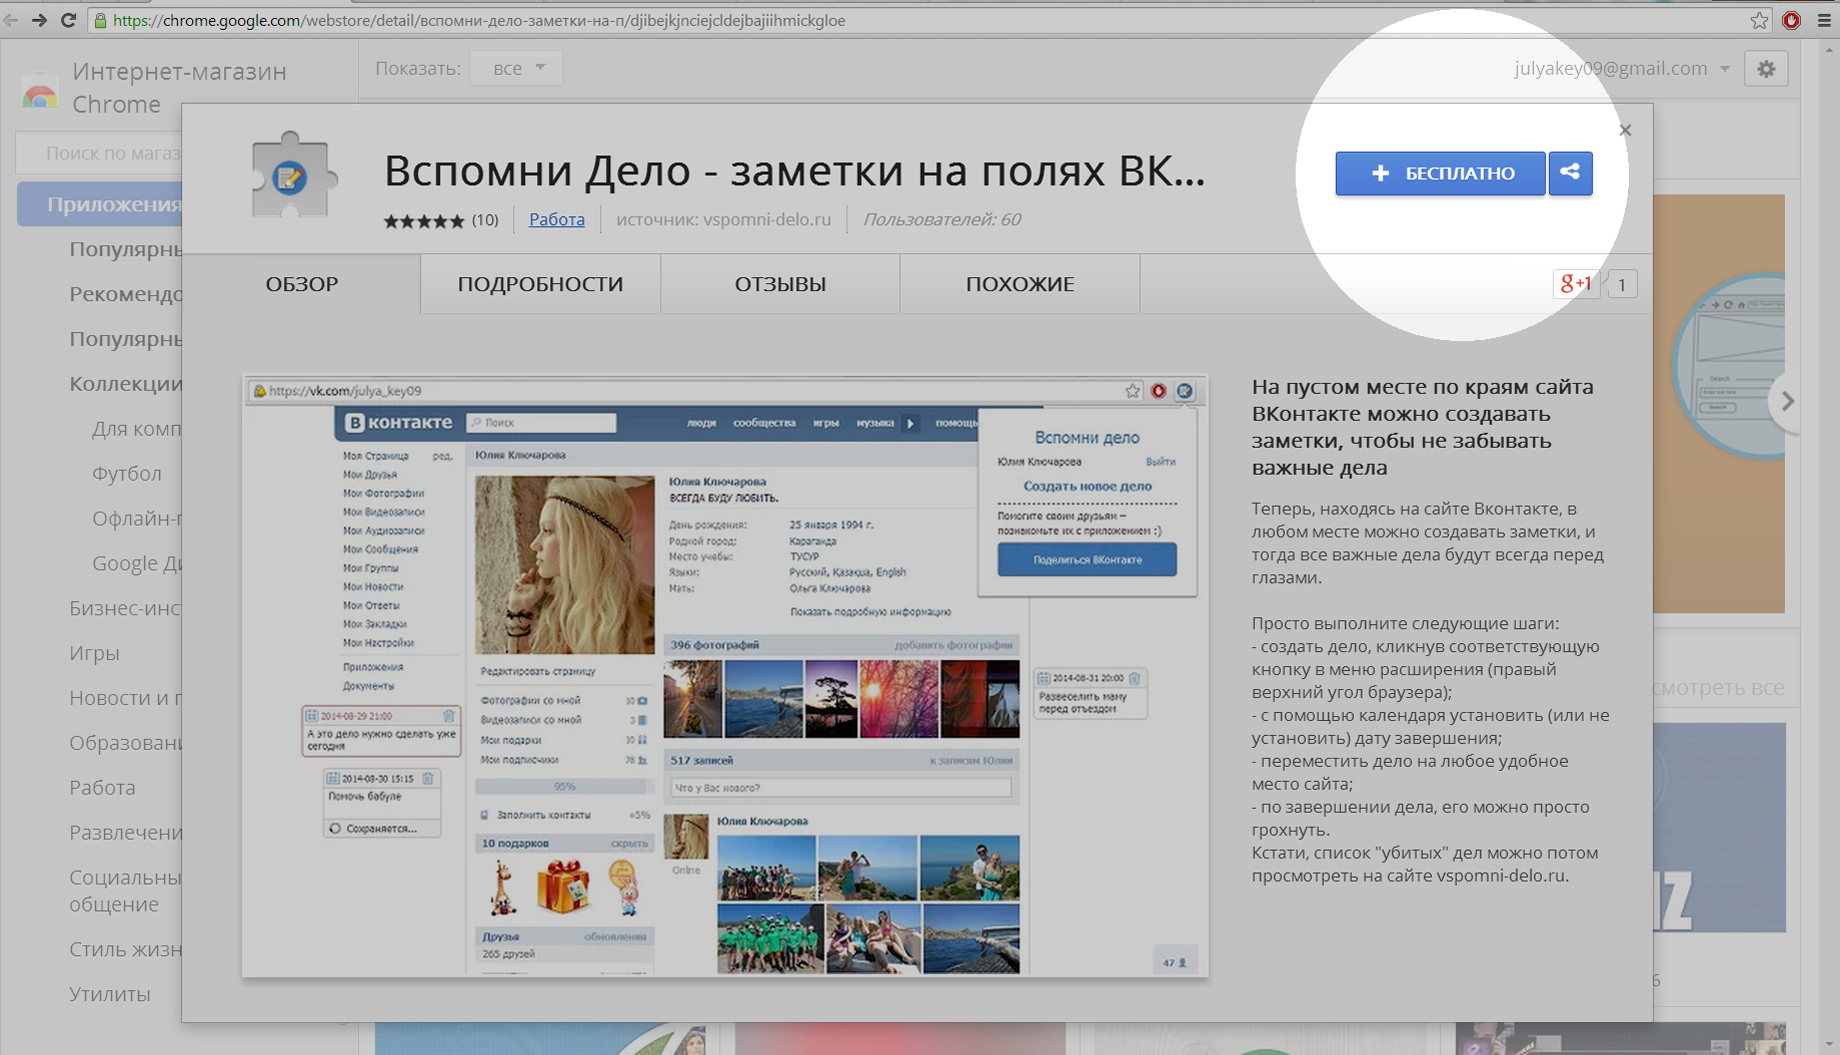 https://chrome.google.com/webstore/detail/вспомни-дело-заметки-на-п/djibejkjnciejcldejbajiihmickgloe
Интернет-магазин
Chrome
Показать:
все
julyakey09@gmail.com
Поиск по магаз
Приложения
Популярны
Рекомендо
Популярны
Коллекции
Для комп
Футбол
Офлайн-г
Google Ди
Бизнес-инс
Игры
Новости и г
Образовани
Работа
Развлечени
Социальны
общение
Стиль жизн
Утилиты
Вспомни Дело - заметки на полях ВК...
(10)
Работа
источник: vspomni-delo.ru
Пользователей: 60
+ БЕСПЛАТНО
ОБЗОР
ПОДРОБНОСТИ
ОТЗЫВЫ
ПОХОЖИЕ
g+1
1
https://vk.com/julya_key09
В контакте
Поиск
люди
сообщества
игры
музыка
помощь
Моя Страница
ред.
Мои Друзья
Мои Фотографии
Мои Видеозаписи
Мои Аудиозаписи
Мои Сообщения
Мои Группы
Мои Новости
Мои Ответы
Мои Закладки
Мои Настройки
Приложения
Документы
2014-08-29 21:00
А это дело нужно сделать уже
сегодня
2014-08-30 15:15
Помочь бабуле
Сохраняется...
Юлия Ключарова
Редактировать страницу
Фотографии со мной 10
Видеозаписи со мной 3
Мои подарки 10
Мои подписчики 78
95%
Заполнить контакты +5%
10 подарков
скрыть
Друзья
обновления
265 друзей
Юлия Ключарова
ВСЕГДА БУДУ ЛЮБИТЬ.
День рождения: 25 января 1994 г.
Родной город: Караганда
Место учебы: ТУСУР
Языки: Русский, Қазақша, English
Мать: Ольга Ключарова
Показать подробную информацию
396 фотографий
добавить фотографии
517 записей
к записям Юлии
Что у Вас нового?
Юлия Ключарова
Online
Вспомни дело
Юлия Ключарова
Выйти
Создать новое дело
Помогите своим друзьям –
познакомьте их с приложением :)
Поделиться ВКонтакте
2014-08-31 20:00
Развеселить маму
перед отъездом
47
На пустом месте по краям сайта
ВКонтакте можно создавать
заметки, чтобы не забывать
важные дела
Теперь, находясь на сайте Вконтакте, в
любом месте можно создавать заметки, и
тогда все важные дела будут всегда перед
глазами.
Просто выполните следующие шаги:
- создать дело, кликнув соответствующую
кнопку в меню расширения (правый
верхний угол браузера);
- с помощью календаря установить (или не
установить) дату завершения;
- переместить дело на любое удобное
место сайта;
- по завершении дела, его можно просто
грохнуть.
Кстати, список "убитых" дел можно потом
просмотреть на сайте vspomni-delo.ru.
Search
Search
смотреть все
IZ
6